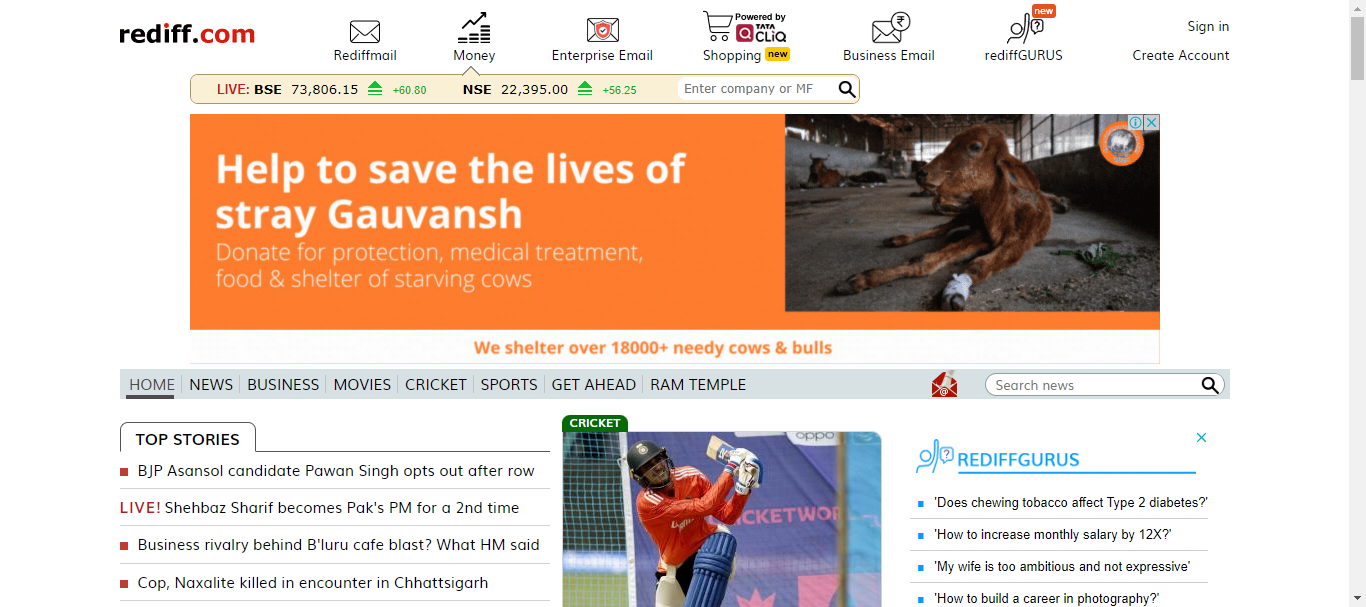 rediff.com
Rediffmail
Money
Enterprise Email
Powered by
TATA
CLiQ
Shopping new
₹
Business Email
new
?
rediffGURUS
Sign in
Create Account
LIVE: BSE 73,806.15 +60.80 NSE 22,395.00 +56.25 Enter company or MF
Help to save the lives of
stray Gauvansh
Donate for protection, medical treatment,
food & shelter of starving cows
We shelter over 18000+ needy cows & bulls
HOME NEWS BUSINESS MOVIES CRICKET SPORTS GET AHEAD RAM TEMPLE @ Search news
TOP STORIES
BJP Asansol candidate Pawan Singh opts out after row
LIVE! Shehbaz Sharif becomes Pak's PM for a 2nd time
Business rivalry behind B'luru cafe blast? What HM said
Cop, Naxalite killed in encounter in Chhattisgarh
CRICKET
oppo
CKETWOR
? REDIFFGURUS
'Does chewing tobacco affect Type 2 diabetes?'
'How to increase monthly salary by 12X?'
'My wife is too ambitious and not expressive'
'How to build a career in photography?'